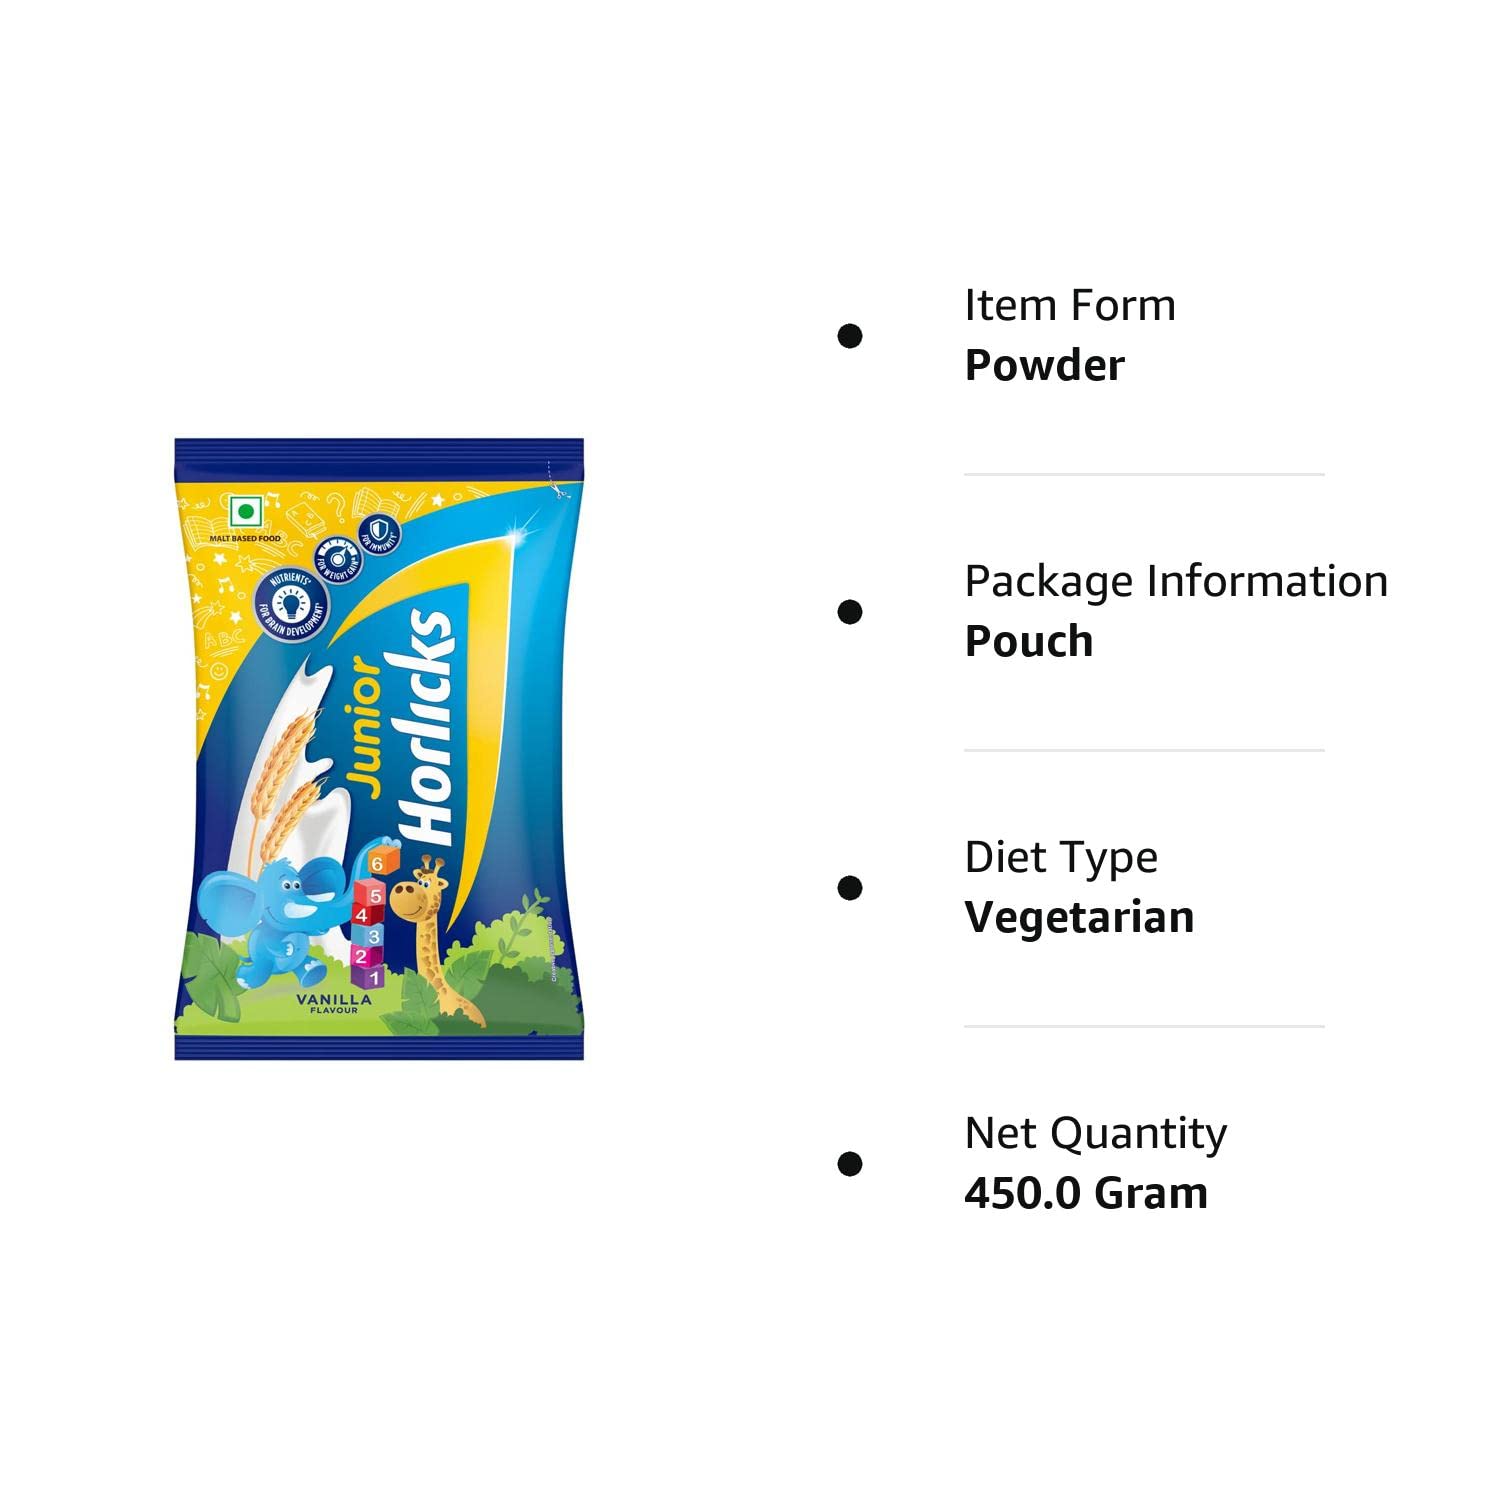 MALT BASED FOOD
NUTRIENTS*
FOR BRAIN DEVELOPMENT*
FOR WEIGHT GAIN*
FOR IMMUNITY*
ABC
Junior
Horlicks
6
5
4
3
2
1
VANILLA
FLAVOUR
Item Form
Powder
Package Information
Pouch
Diet Type
Vegetarian
Net Quantity
450.0 Gram